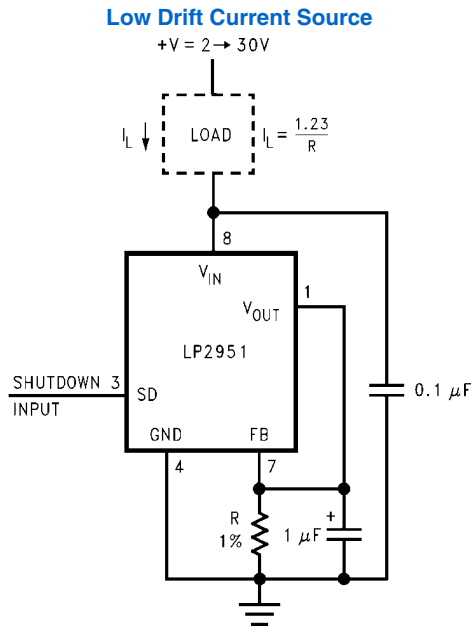 Low Drift Current Source
+V = 2 → 30V
I_L ↓
LOAD
I_L = 1.23/R
8
V_IN
1
V_OUT
LP2951
SHUTDOWN 3
INPUT
SD
0.1 μF
GND
FB
4
7
R
1%
+
1 μF